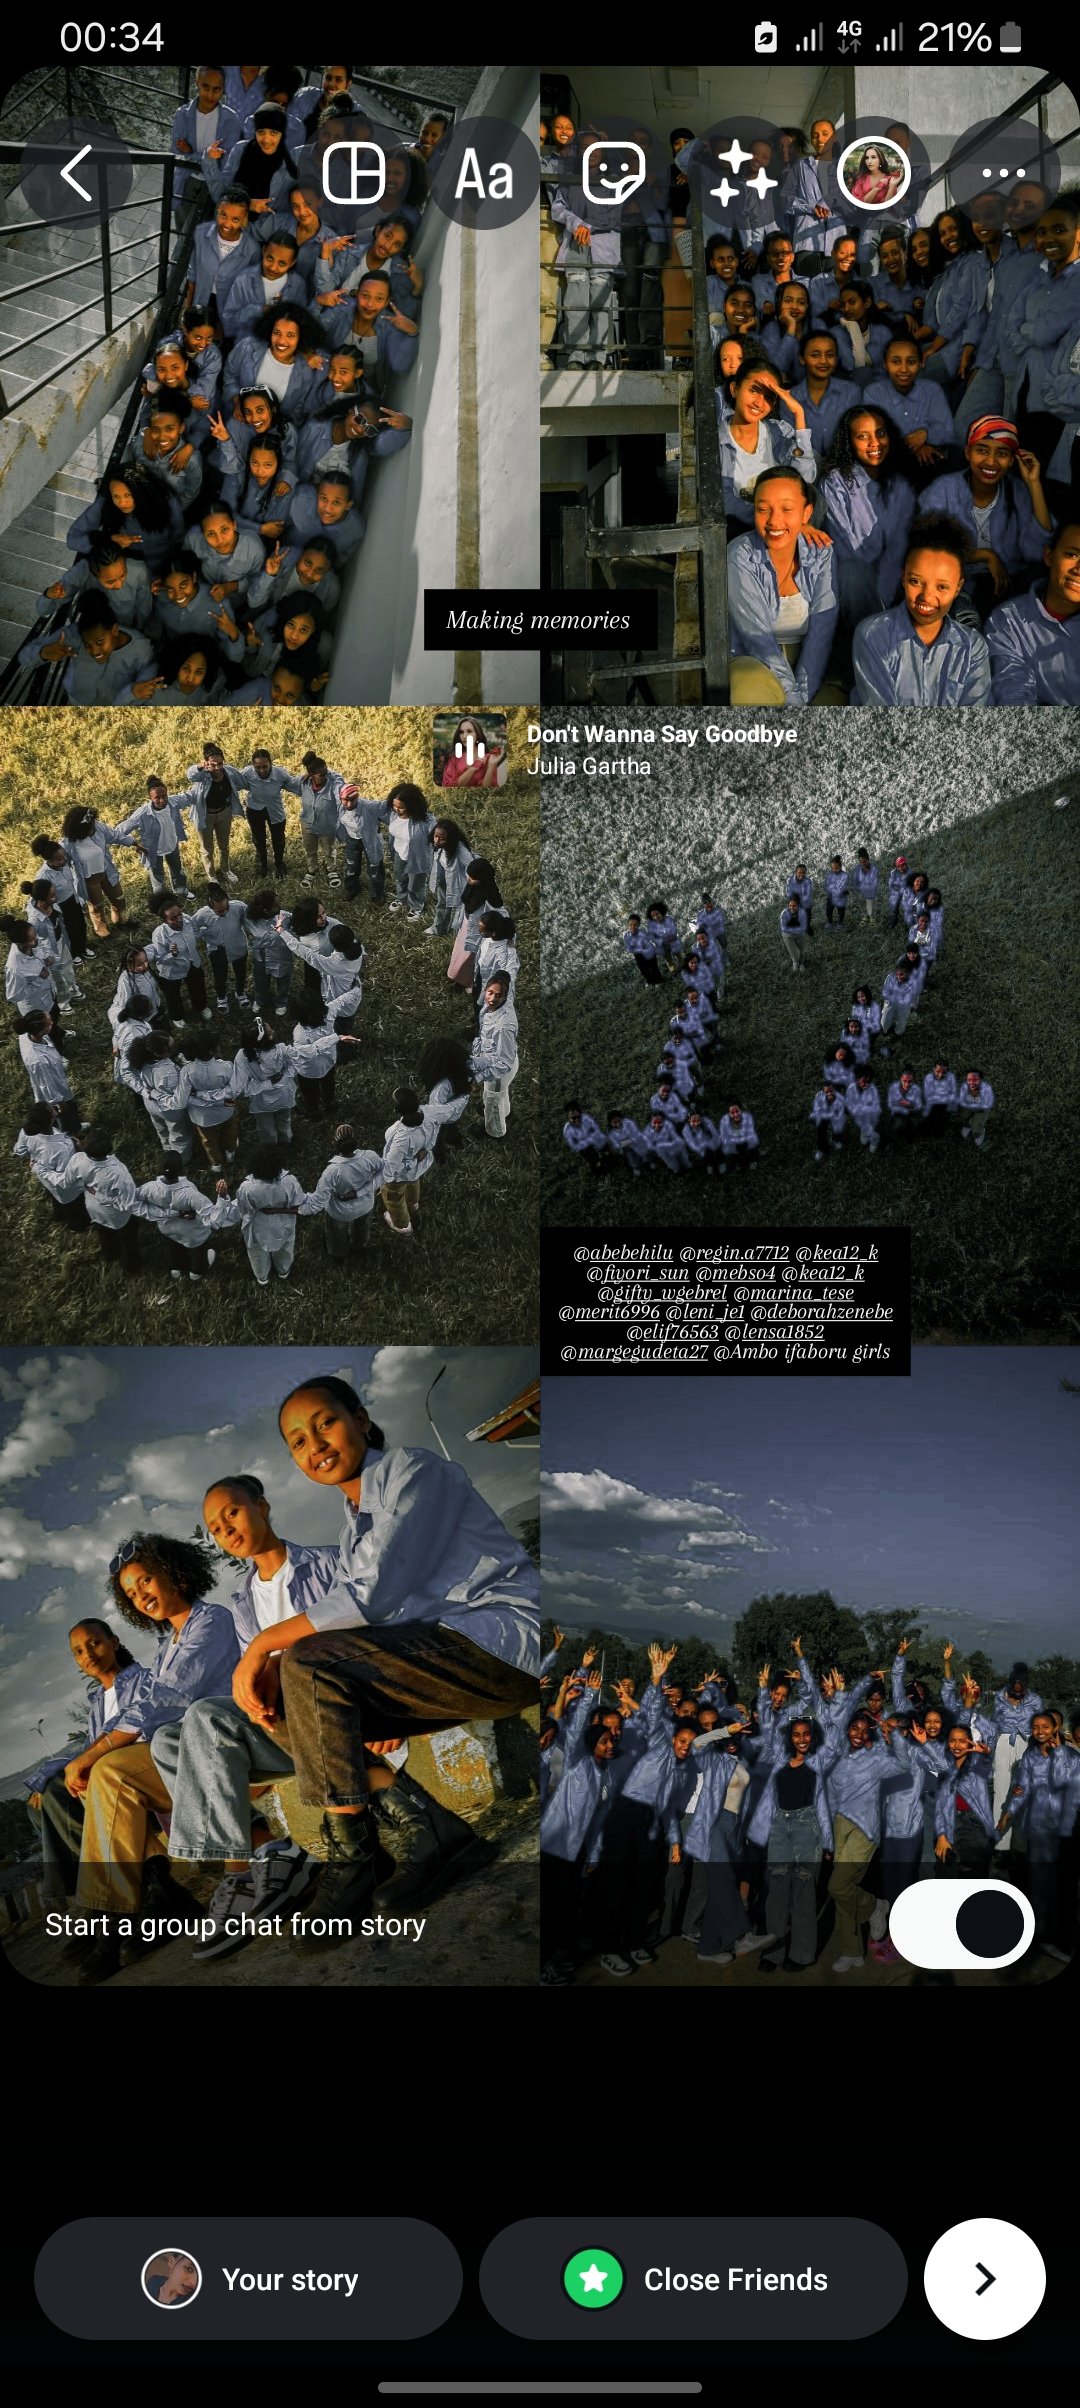 00:34
4G
21%
Aa
Making memories
Don't Wanna Say Goodbye
Julia Gartha
@abebehilu @regin.a7712 @kea12_k
@fiyori_sun @mebso4 @kea12_k
@gifty_wgebrel @marina_tese
@merit6996 @leni_je1 @deborahzenebe
@elif76563 @lensa1852
@margegudeta27 @Ambo ifaboru girls
Start a group chat from story
Your story
Close Friends